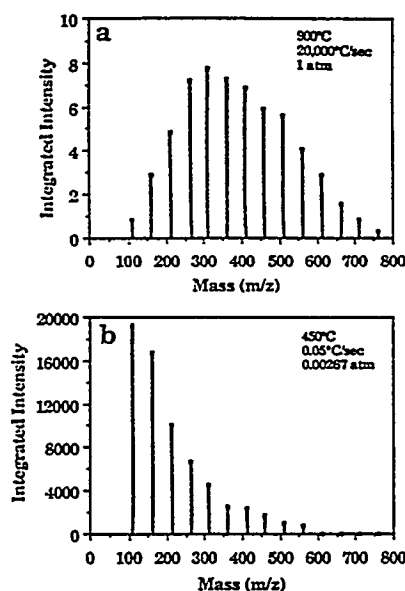 a
900°C
20,000°C/sec
1 atm
Integrated Intensity
10
8
6
4
2
0
0 100 200 300 400 500 600 700 800
Mass (m/z)
b
450°C
0.05°C/sec
0.00267 atm
Integrated Intensity
20000
16000
12000
8000
4000
0
0 100 200 300 400 500 600 700 800
Mass (m/z)